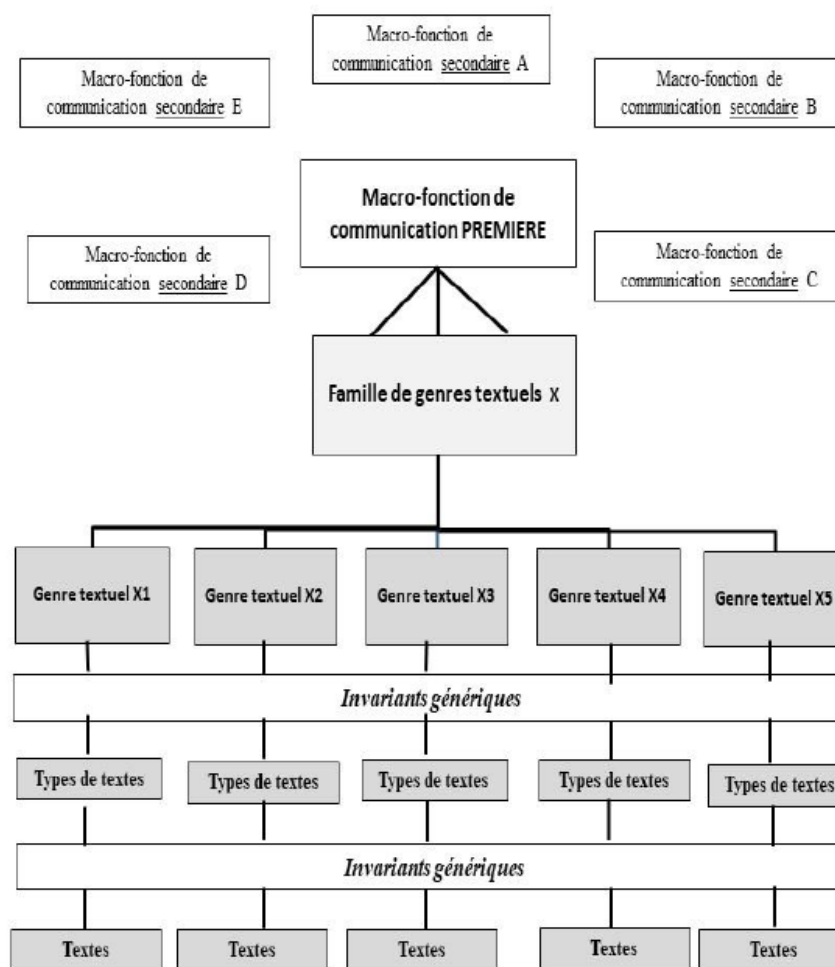 Macro-fonction de
communication secondaire A
Macro-fonction de
communication secondaire E
Macro-fonction de
communication secondaire B
Macro-fonction de
communication PREMIERE
Macro-fonction de
communication secondaire D
Macro-fonction de
communication secondaire C
Famille de genres textuels X
Genre textuel X1
Genre textuel X2
Genre textuel X3
Genre textuel X4
Genre textuel X5
Invariants génériques
Types de textes
Types de textes
Types de textes
Types de textes
Types de textes
Invariants génériques
Textes
Textes
Textes
Textes
Textes